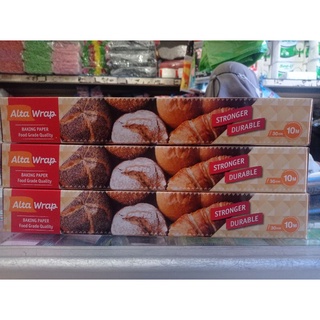 Alta Wrap
BAKING PAPER
Food Grade Quality
STRONGER
DURABLE
10M
Alta Wrap
BAKING PAPER
Food Grade Quality
STRONGER
DURABLE
10M
Alta Wrap
BAKING PAPER
Food Grade Quality
STRONGER
DURABLE
10M